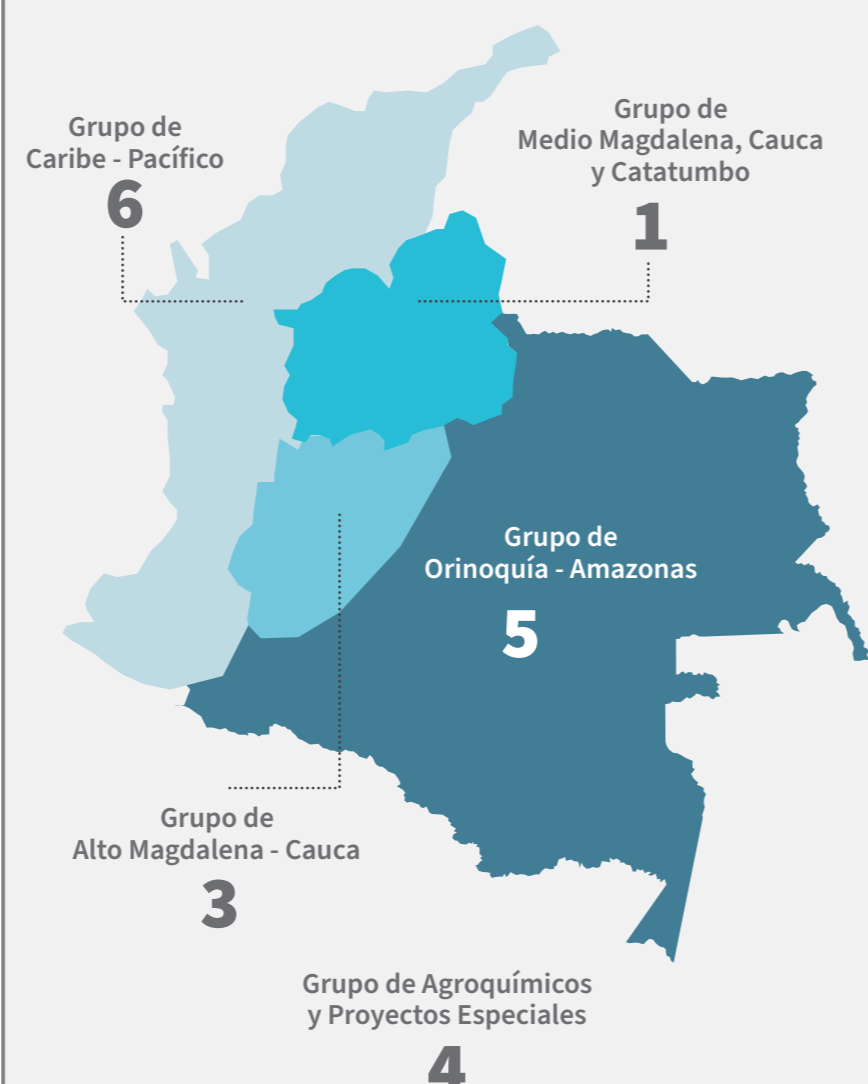 Grupo de
Caribe - Pacífico
6
Grupo de
Medio Magdalena, Cauca
y Catatumbo
1
Grupo de
Orinoquía - Amazonas
5
Grupo de
Alto Magdalena - Cauca
3
Grupo de Agroquímicos
y Proyectos Especiales
4